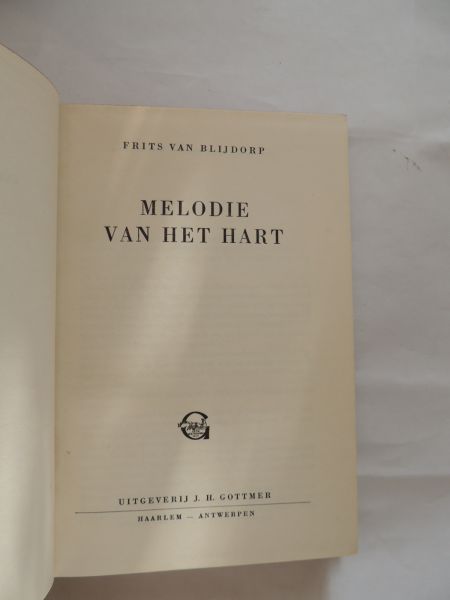 FRITS VAN BLIJDORP
MELODIE
VAN HET HART
G
UITGEVERIJ J. H. GOTTMER
HAARLEM — ANTWERPEN